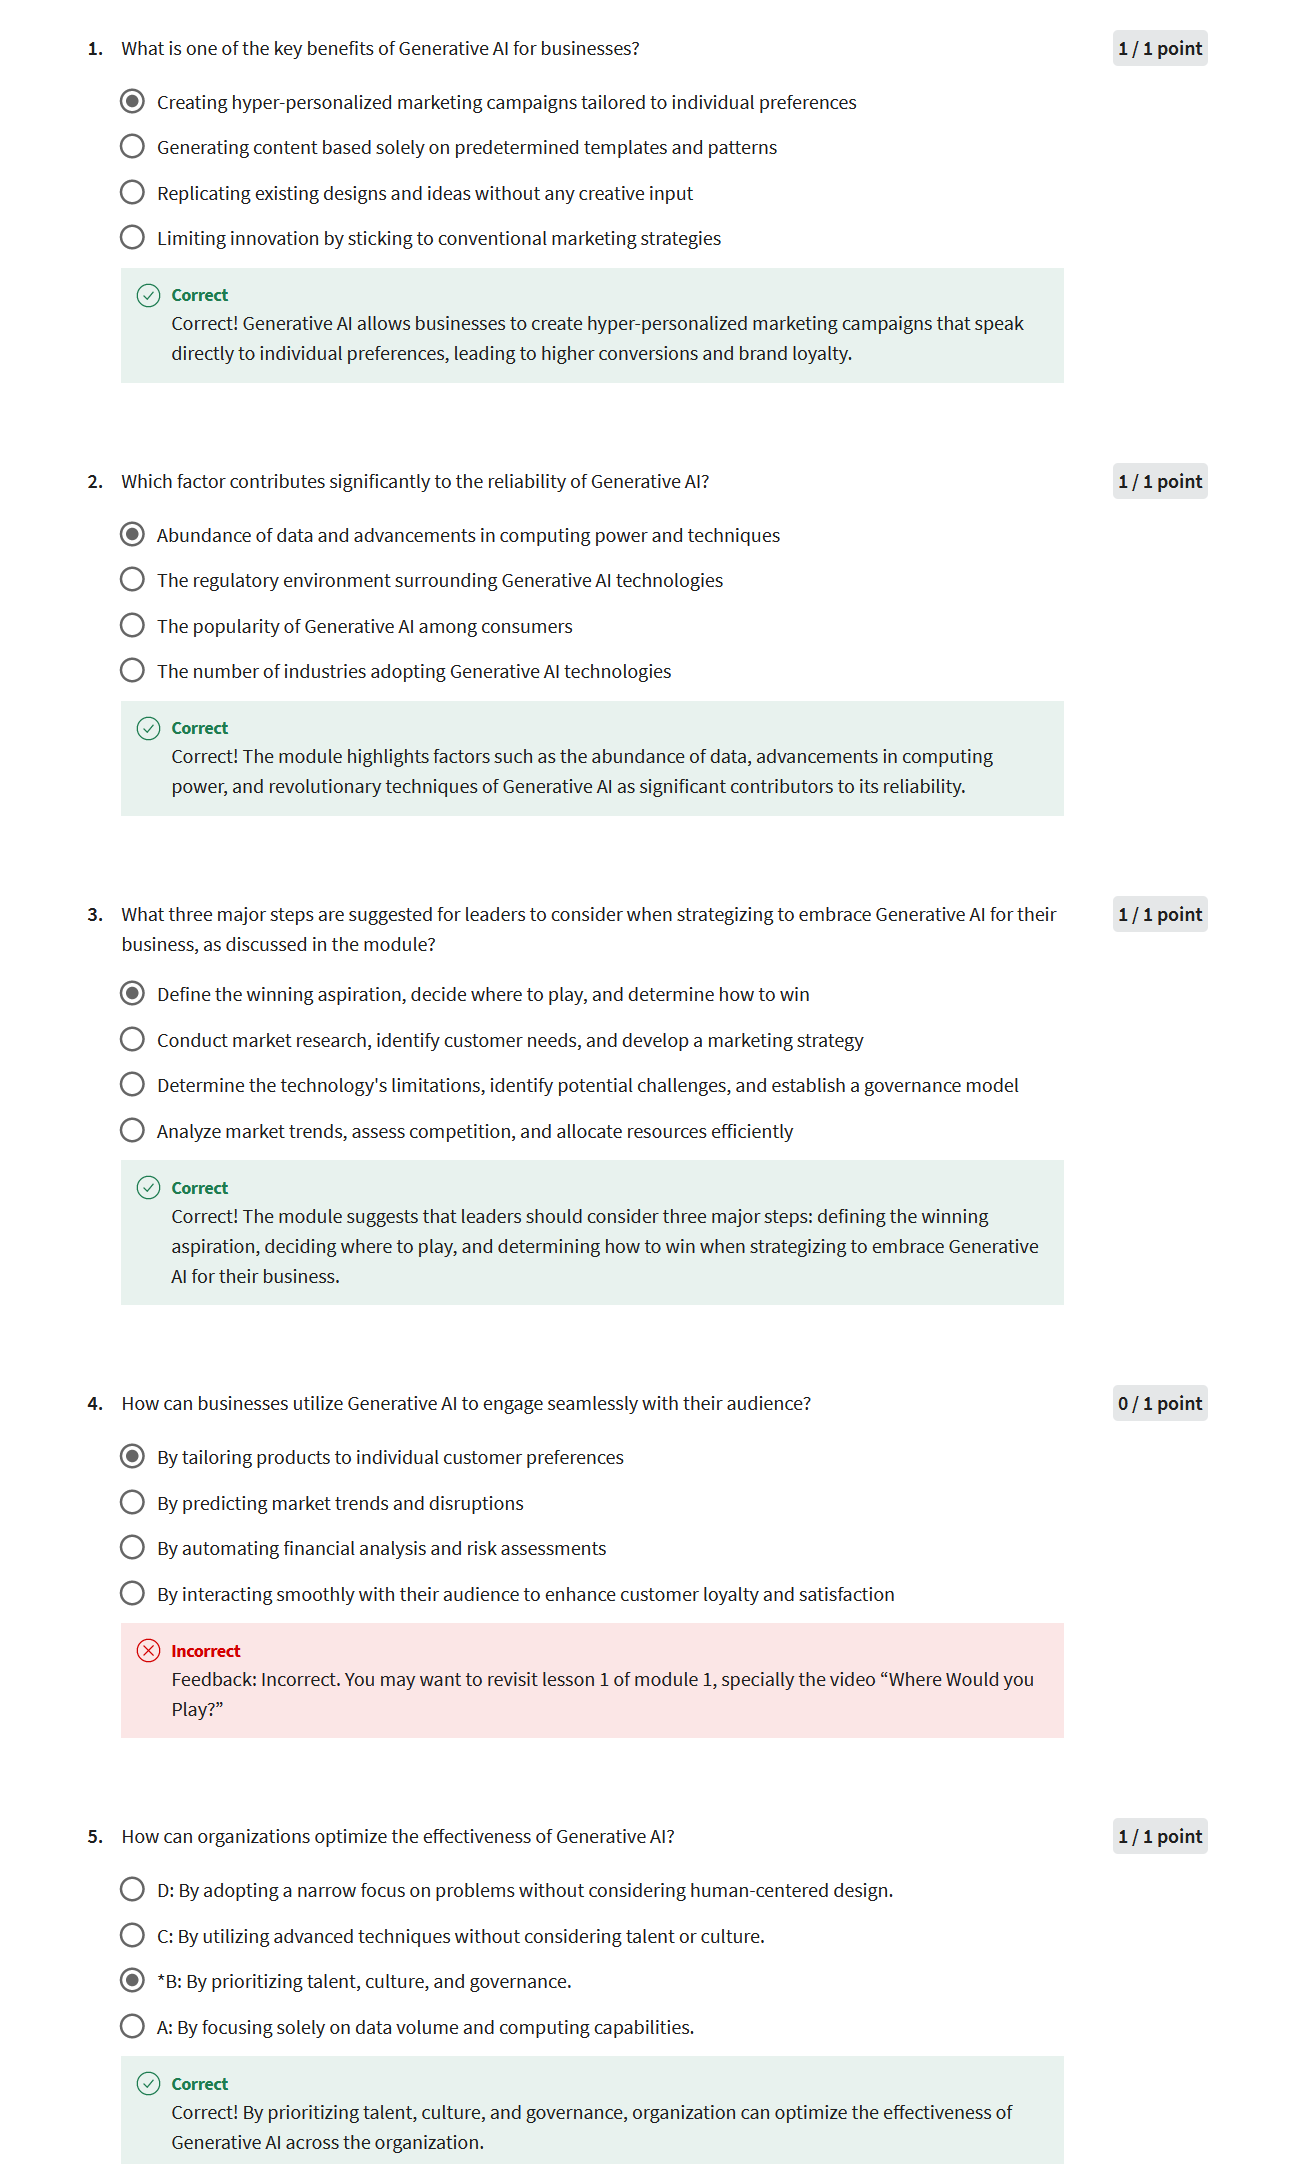 1. What is one of the key benefits of Generative AI for businesses?
1 / 1 point
Creating hyper-personalized marketing campaigns tailored to individual preferences
Generating content based solely on predetermined templates and patterns
Replicating existing designs and ideas without any creative input
Limiting innovation by sticking to conventional marketing strategies
Correct
Correct! Generative AI allows businesses to create hyper-personalized marketing campaigns that speak
directly to individual preferences, leading to higher conversions and brand loyalty.
2. Which factor contributes significantly to the reliability of Generative AI?
1 / 1 point
Abundance of data and advancements in computing power and techniques
The regulatory environment surrounding Generative AI technologies
The popularity of Generative AI among consumers
The number of industries adopting Generative AI technologies
Correct
Correct! The module highlights factors such as the abundance of data, advancements in computing
power, and revolutionary techniques of Generative AI as significant contributors to its reliability.
3. What three major steps are suggested for leaders to consider when strategizing to embrace Generative AI for their
business, as discussed in the module?
1 / 1 point
Define the winning aspiration, decide where to play, and determine how to win
Conduct market research, identify customer needs, and develop a marketing strategy
Determine the technology's limitations, identify potential challenges, and establish a governance model
Analyze market trends, assess competition, and allocate resources efficiently
Correct
Correct! The module suggests that leaders should consider three major steps: defining the winning
aspiration, deciding where to play, and determining how to win when strategizing to embrace Generative
AI for their business.
4. How can businesses utilize Generative AI to engage seamlessly with their audience?
0 / 1 point
By tailoring products to individual customer preferences
By predicting market trends and disruptions
By automating financial analysis and risk assessments
By interacting smoothly with their audience to enhance customer loyalty and satisfaction
Incorrect
Feedback: Incorrect. You may want to revisit lesson 1 of module 1, specially the video “Where Would you
Play?”
5. How can organizations optimize the effectiveness of Generative AI?
1 / 1 point
D: By adopting a narrow focus on problems without considering human-centered design.
C: By utilizing advanced techniques without considering talent or culture.
*B: By prioritizing talent, culture, and governance.
A: By focusing solely on data volume and computing capabilities.
Correct
Correct! By prioritizing talent, culture, and governance, organization can optimize the effectiveness of
Generative AI across the organization.